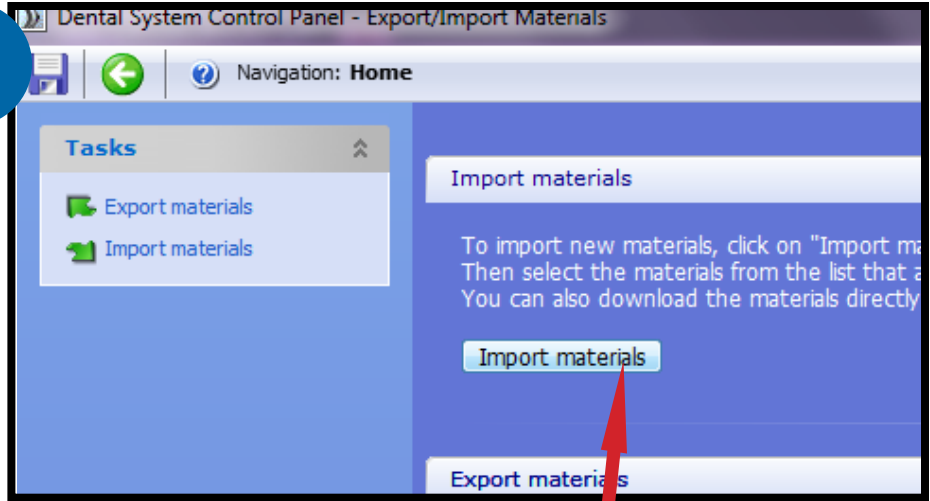 Dental System Control Panel - Export/Import Materials
Navigation: Home
Tasks
Export materials
Import materials
Import materials
To import new materials, click on "Import
Then select the materials from the list that
You can also download the materials directly
Import materials
Export materials